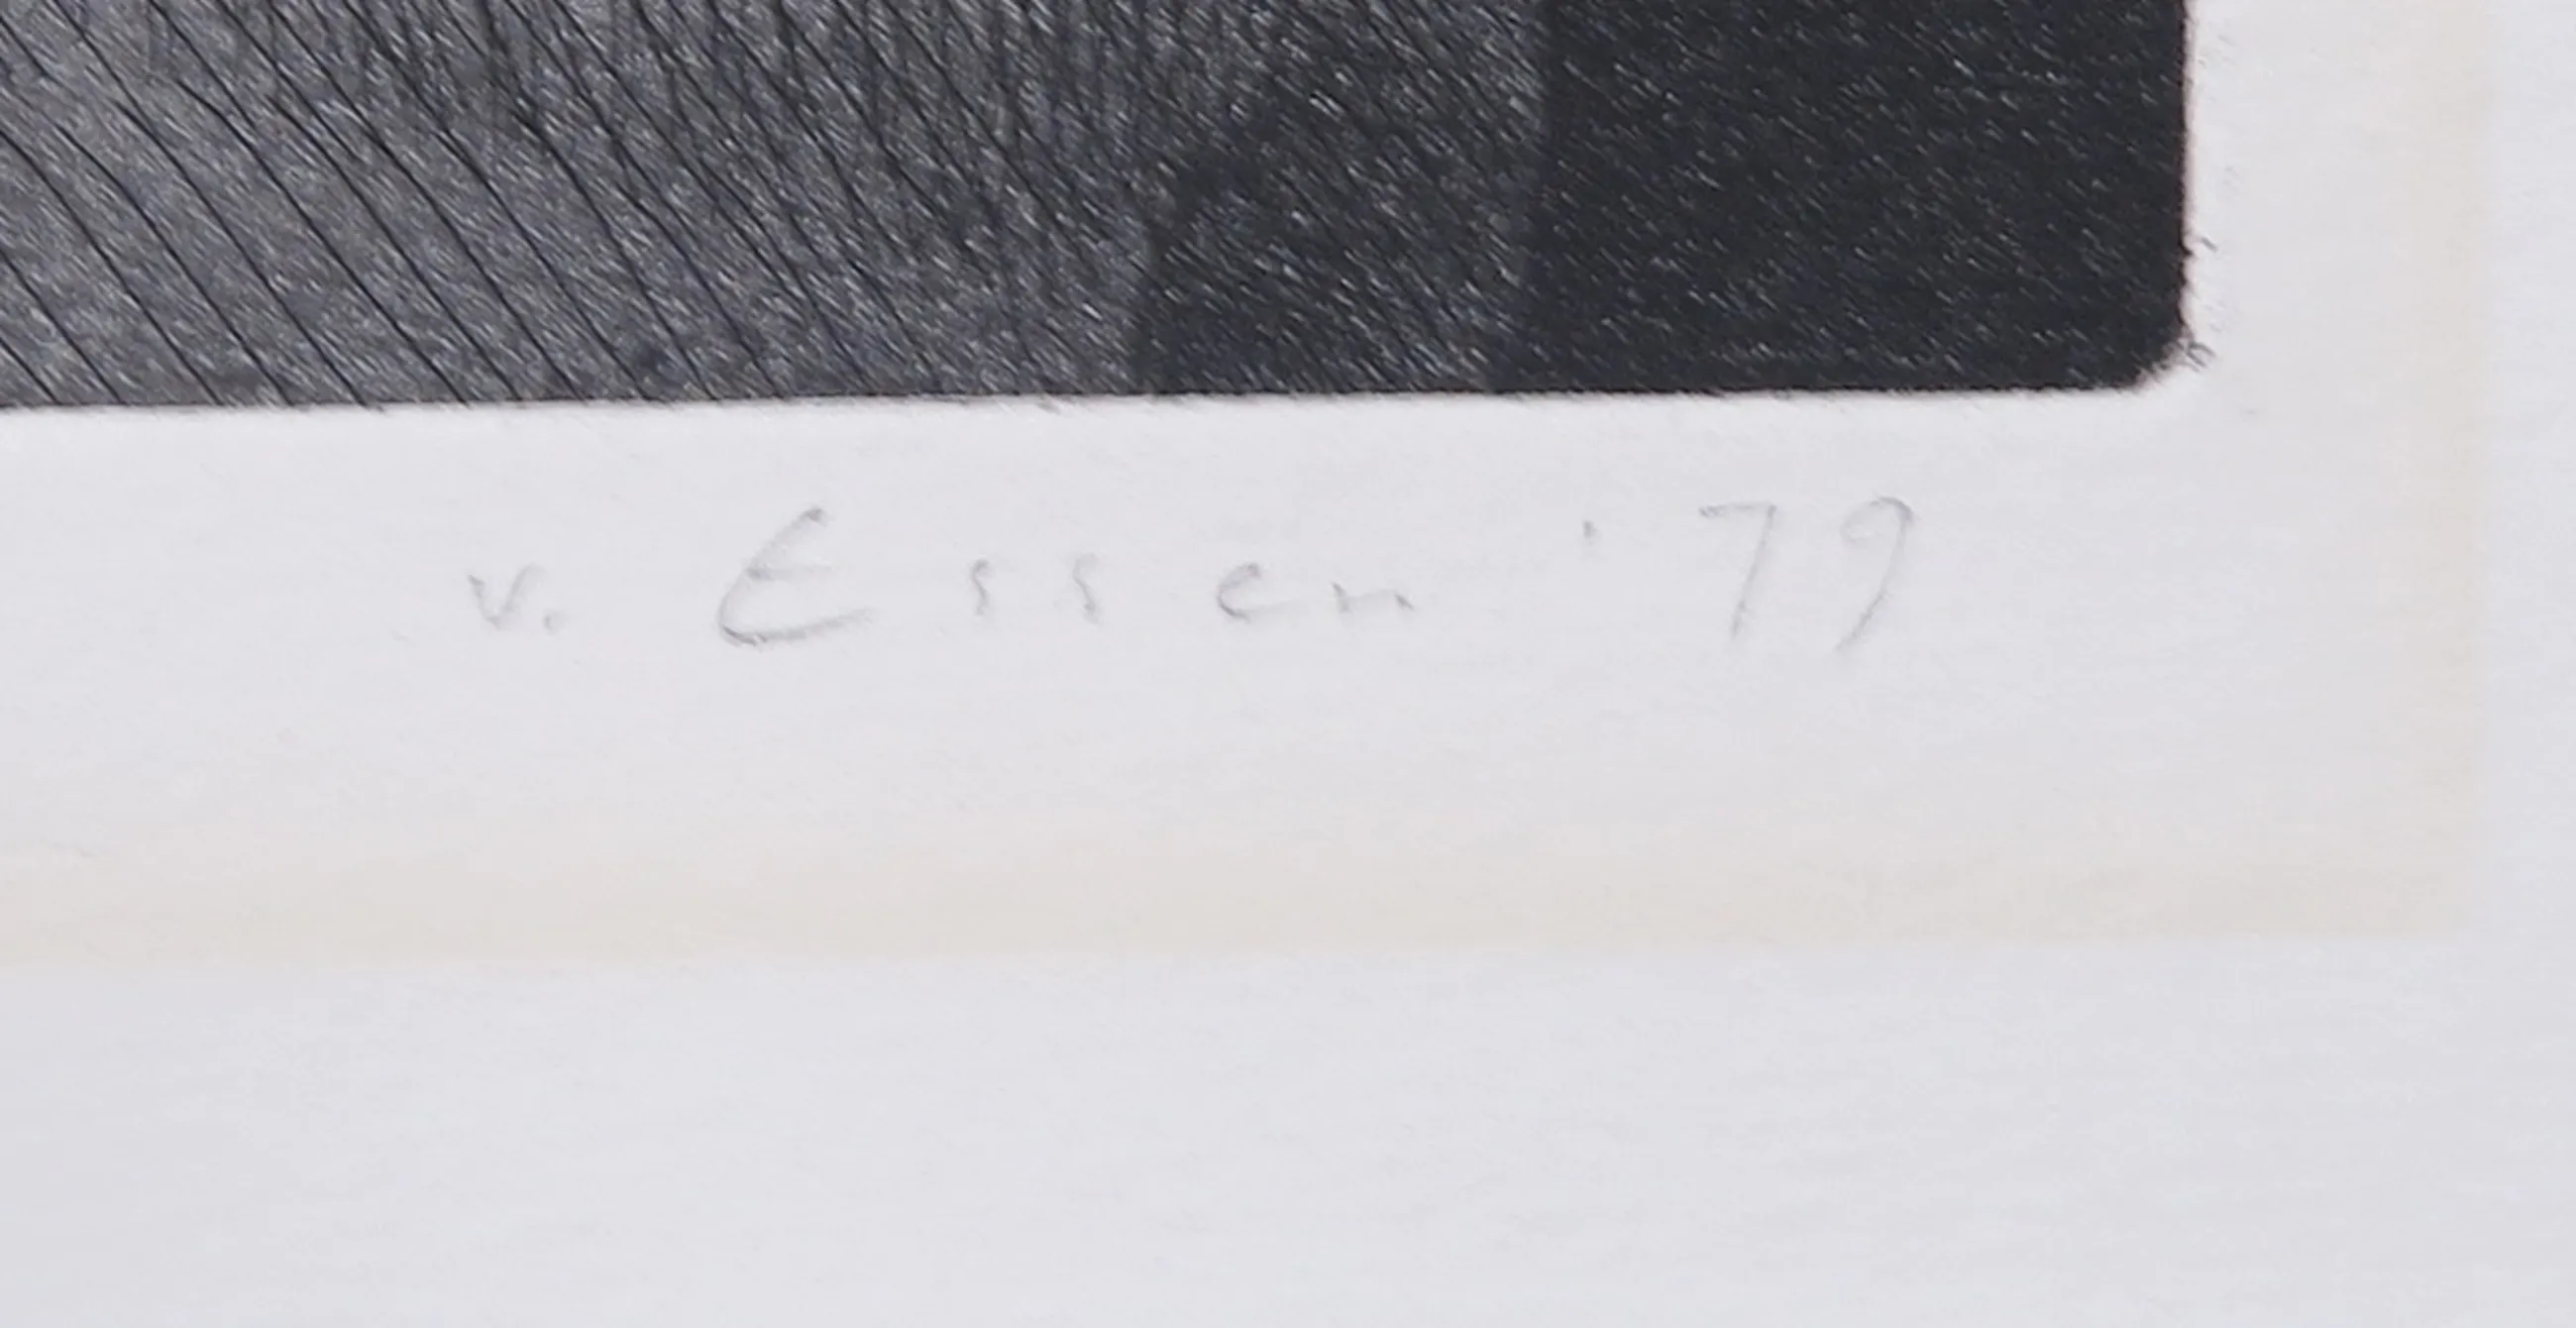 v. Essen '79